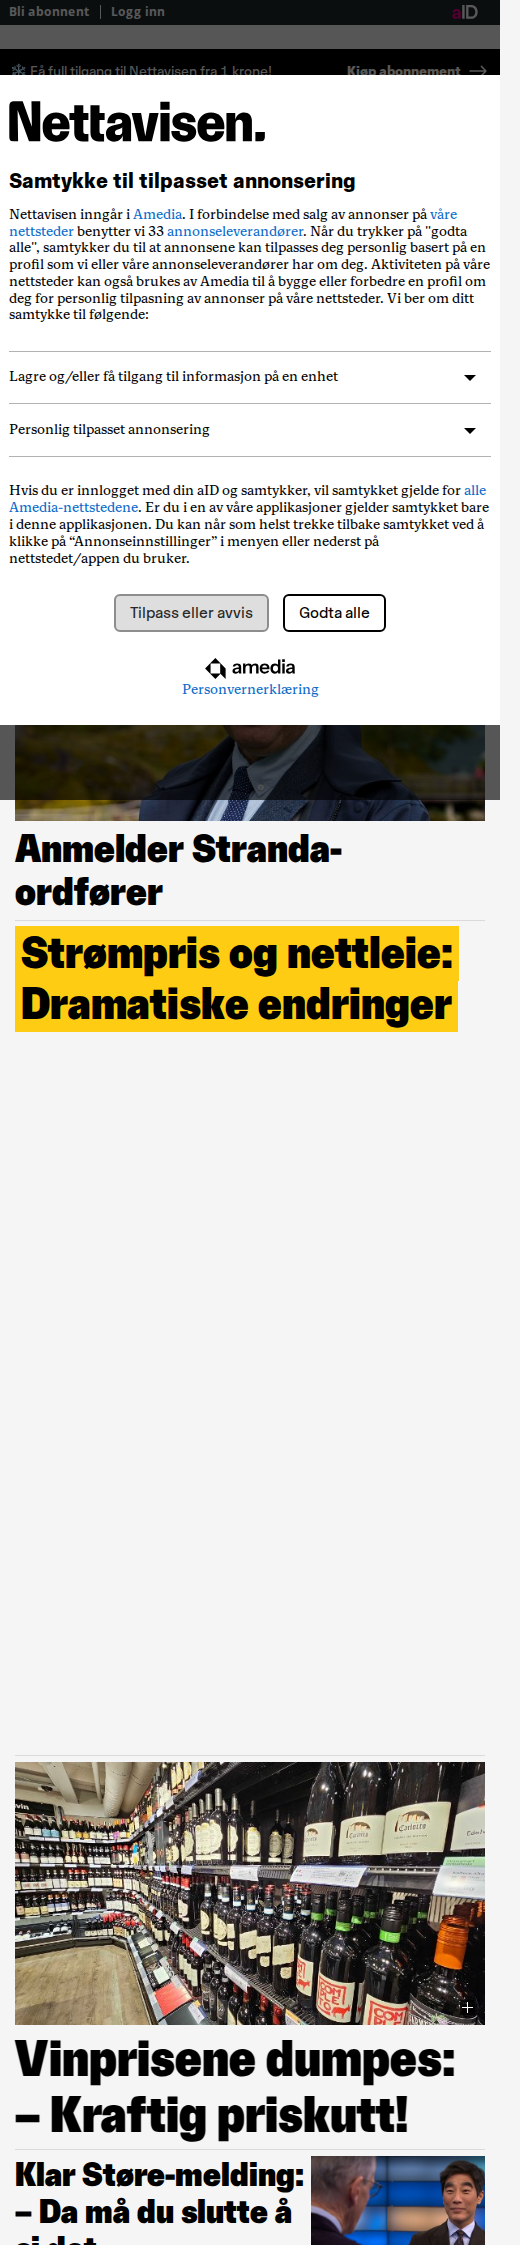 Bli abonnent | Logg inn
aID
Få full tilgang til Nettavisen fra 1 krone!
Kjøp abonnement →
Nettavisen.
Samtykke til tilpasset annonsering
Nettavisen inngår i Amedia. I forbindelse med salg av annonser på våre
nettsteder benytter vi 33 annonseleverandører. Når du trykker på "godta
alle", samtykker du til at annonsene kan tilpasses deg personlig basert på en
profil som vi eller våre annonseleverandører har om deg. Aktiviteten på våre
nettsteder kan også brukes av Amedia til å bygge eller forbedre en profil om
deg for personlig tilpasning av annonser på våre nettsteder. Vi ber om ditt
samtykke til følgende:
Lagre og/eller få tilgang til informasjon på en enhet
Personlig tilpasset annonsering
Hvis du er innlogget med din aID og samtykker, vil samtykket gjelde for alle
Amedia-nettstedene. Er du i en av våre applikasjoner gjelder samtykket bare
i denne applikasjonen. Du kan når som helst trekke tilbake samtykket ved å
klikke på “Annonseinnstillinger” i menyen eller nederst på
nettstedet/appen du bruker.
Tilpass eller avvis
Godta alle
amedia
Personvernerklæring
Anmelder Stranda-
ordfører
Strømpris og nettleie:
Dramatiske endringer
Vinprisene dumpes:
– Kraftig priskutt!
Klar Støre-melding:
– Da må du slutte å